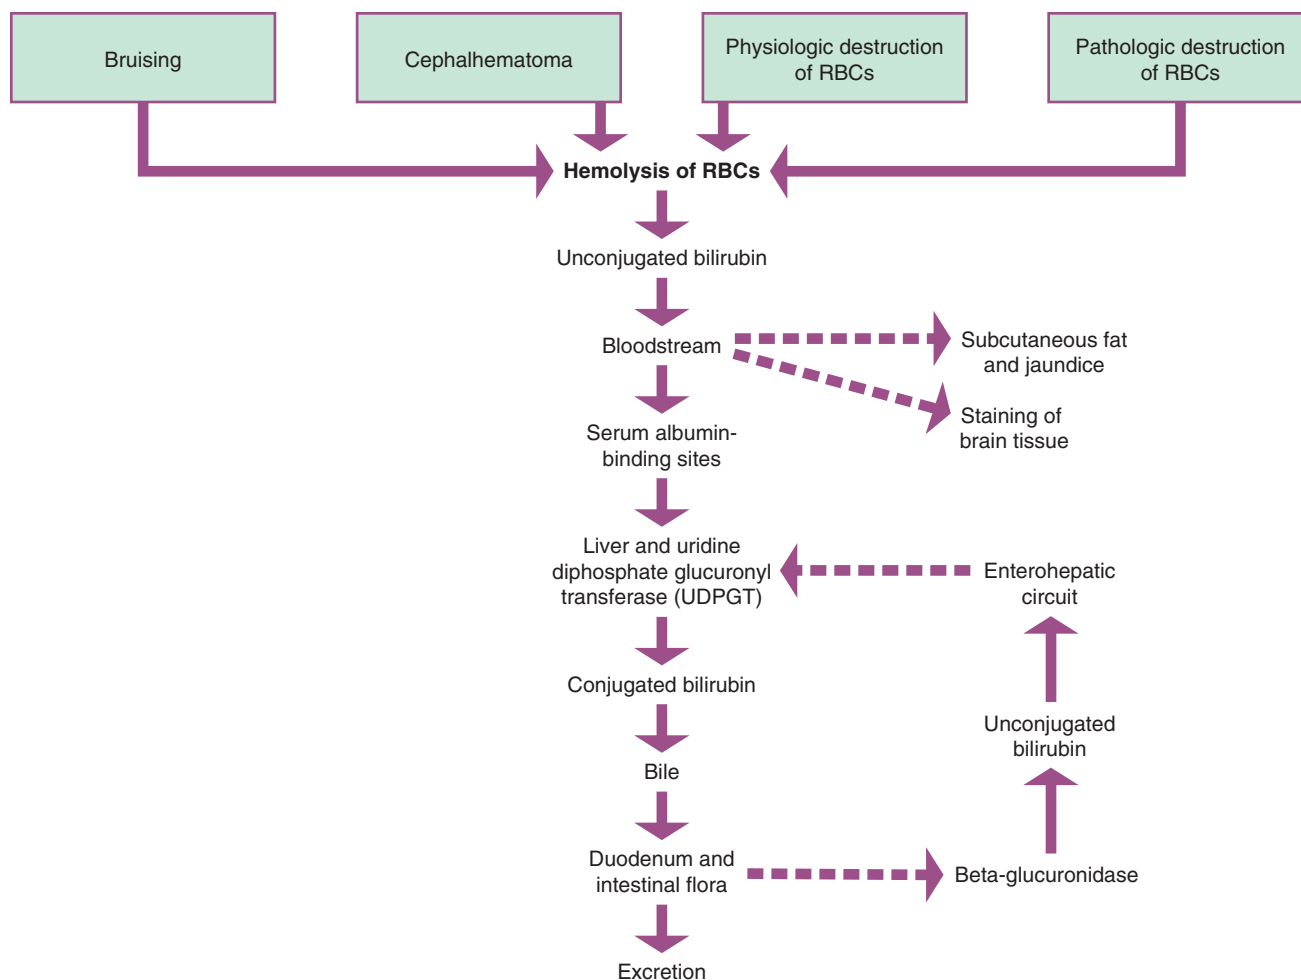 Bruising
Cephalhematoma
Physiologic destruction
of RBCs
Pathologic destruction
of RBCs
Hemolysis of RBCs
Unconjugated bilirubin
Bloodstream
Subcutaneous fat
and jaundice
Staining of
brain tissue
Serum albumin-
binding sites
Liver and uridine
diphosphate glucuronyl
transferase (UDPGT)
Enterohepatic
circuit
Conjugated bilirubin
Unconjugated
bilirubin
Bile
Duodenum and
intestinal flora
Beta-glucuronidase
Excretion